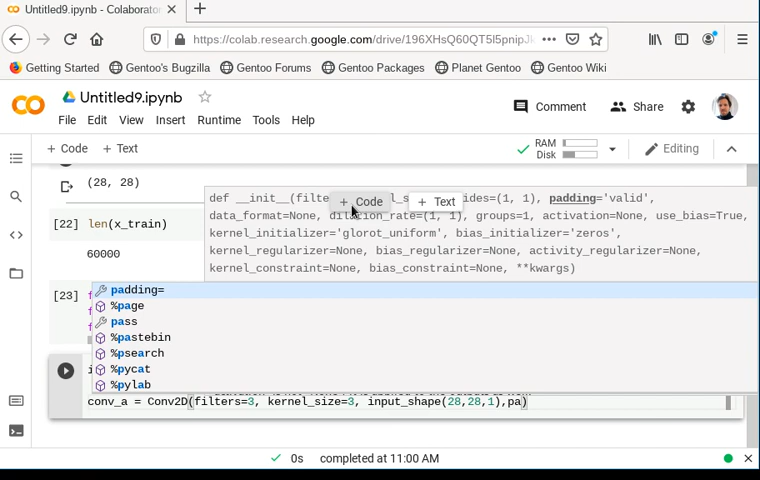 Untitled9.ipynb - Colaborator
https://colab.research.google.com/drive/196XHsQ60QT5l5pnipJ
Getting Started Gentoo's Bugzilla Gentoo Forums Gentoo Packages Planet Gentoo Gentoo Wiki
Untitled9.ipynb
Comment Share
File Edit View Insert Runtime Tools Help
+ Code + Text RAM Disk Editing
(28, 28)
def __init__(filte ides=(1, 1), padding='valid',
+ Code + Text
data_format=None, dilation_rate=(1, 1), groups=1, activation=None, use_bias=True,
kernel_initializer='glorot_uniform', bias_initializer='zeros',
kernel_regularizer=None, bias_regularizer=None, activity_regularizer=None,
kernel_constraint=None, bias_constraint=None, **kwargs)
[22] len(x_train)
60000
[23]
padding=
%page
pass
%pastebin
%psearch
%pycat
%pylab
conv_a = Conv2D(filters=3, kernel_size=3, input_shape(28,28,1),pa)
0s completed at 11:00 AM